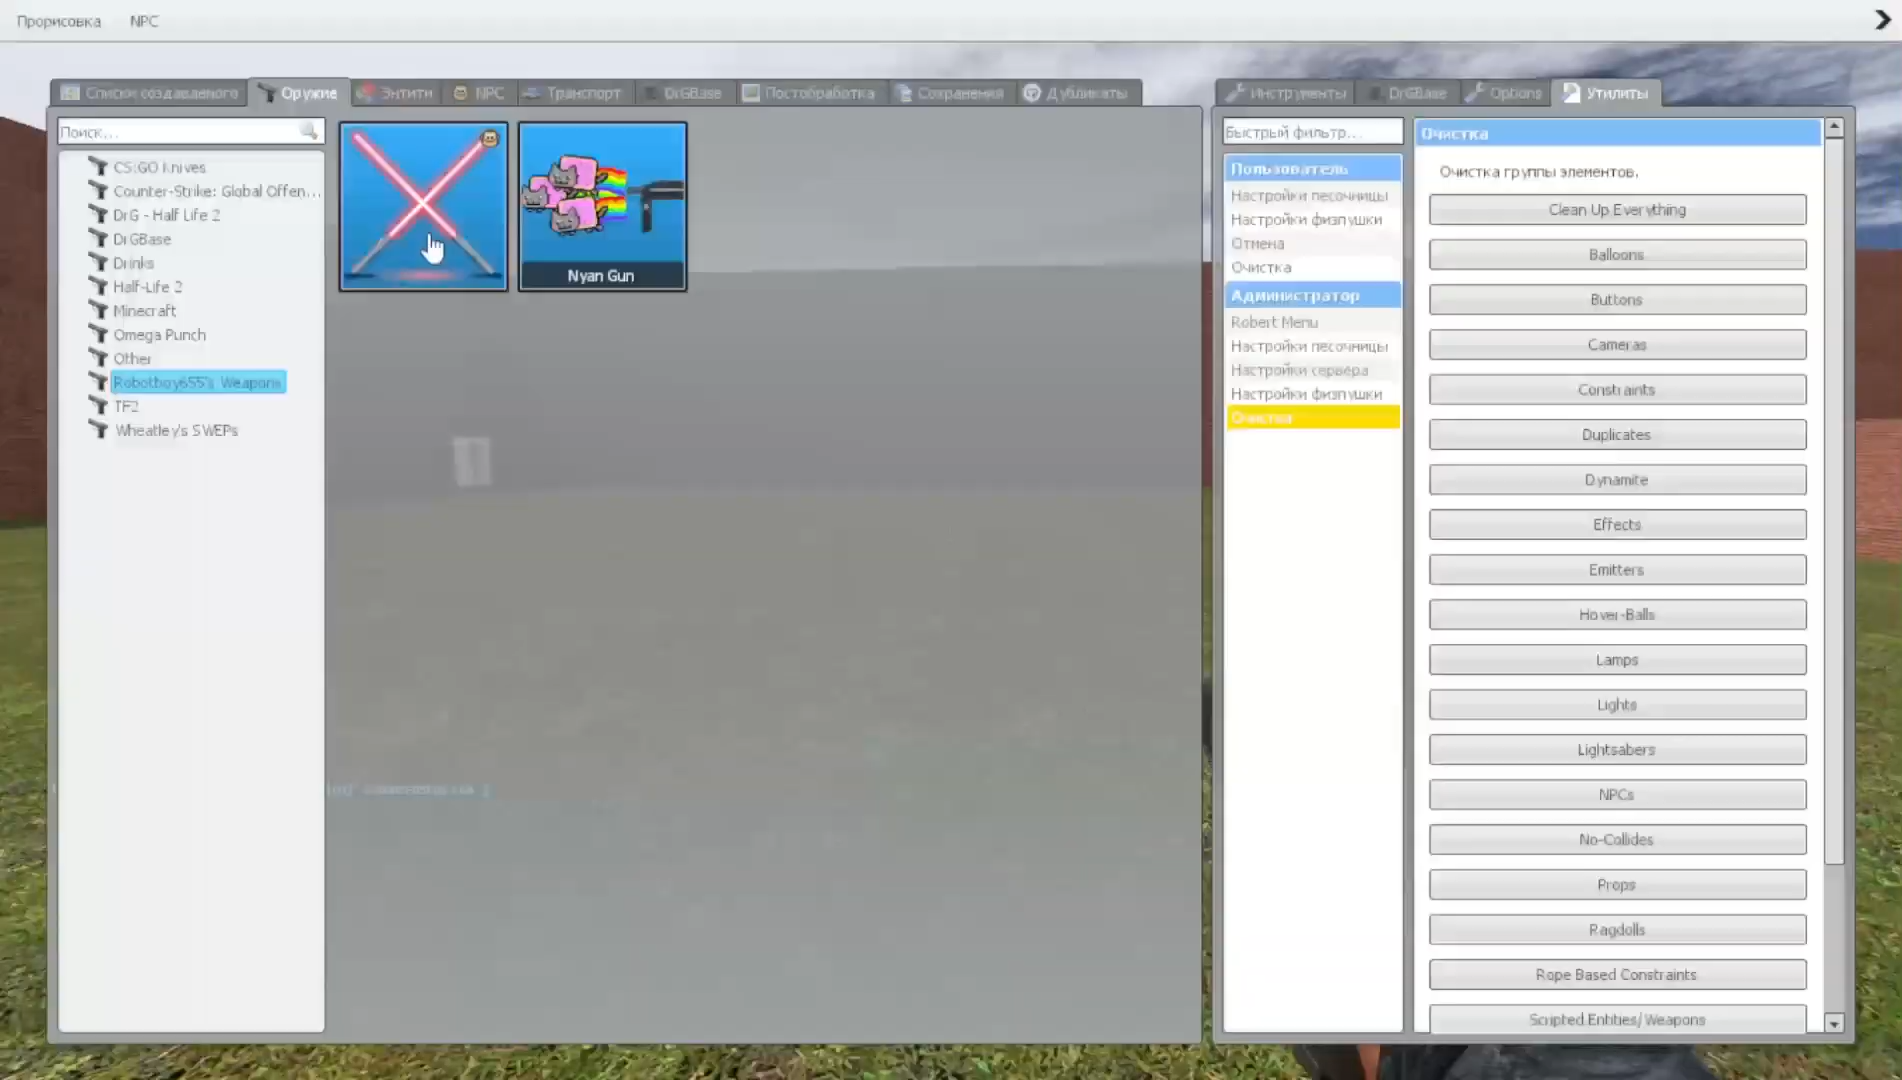 Прорисовка
NPC
Списки создаваемого
Оружие
Энтити
NPC
Транспорт
DrGBase
Постобработка
Сохранения
Дубликаты
Поиск...
CS:GO Knives
Counter-Strike: Global Offen...
DrG - Half Life 2
DrGBase
Drinks
Half-Life 2
Minecraft
Omega Punch
Other
Robotboy655's Weapons
TF2
Wheatley's SWEPs
Nyan Gun
Инструменты
DrGBase
Options
Утилиты
Быстрый фильтр...
Пользователь
Настройки песочницы
Настройки физпушки
Отмена
Очистка
Администратор
Robert Menu
Настройки песочницы
Настройки сервера
Настройки физпушки
Очистка
Очистка
Очистка группы элементов.
Clean Up Everything
Balloons
Buttons
Cameras
Constraints
Duplicates
Dynamite
Effects
Emitters
Hover-Balls
Lamps
Lights
Lightsabers
NPCs
No-Collides
Props
Ragdolls
Rope Based Constraints
Scripted Entities/Weapons